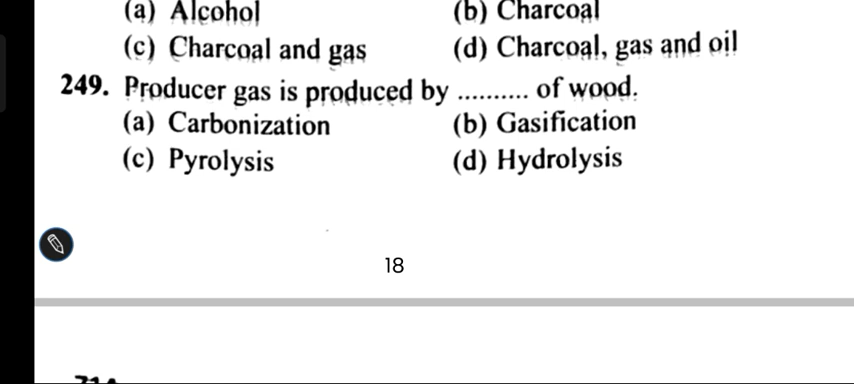 (a) Alcohol (b) Charcoal
(c) Charcoal and gas (d) Charcoal, gas and oil
249. Producer gas is produced by .......... of wood.
(a) Carbonization (b) Gasification
(c) Pyrolysis (d) Hydrolysis
18